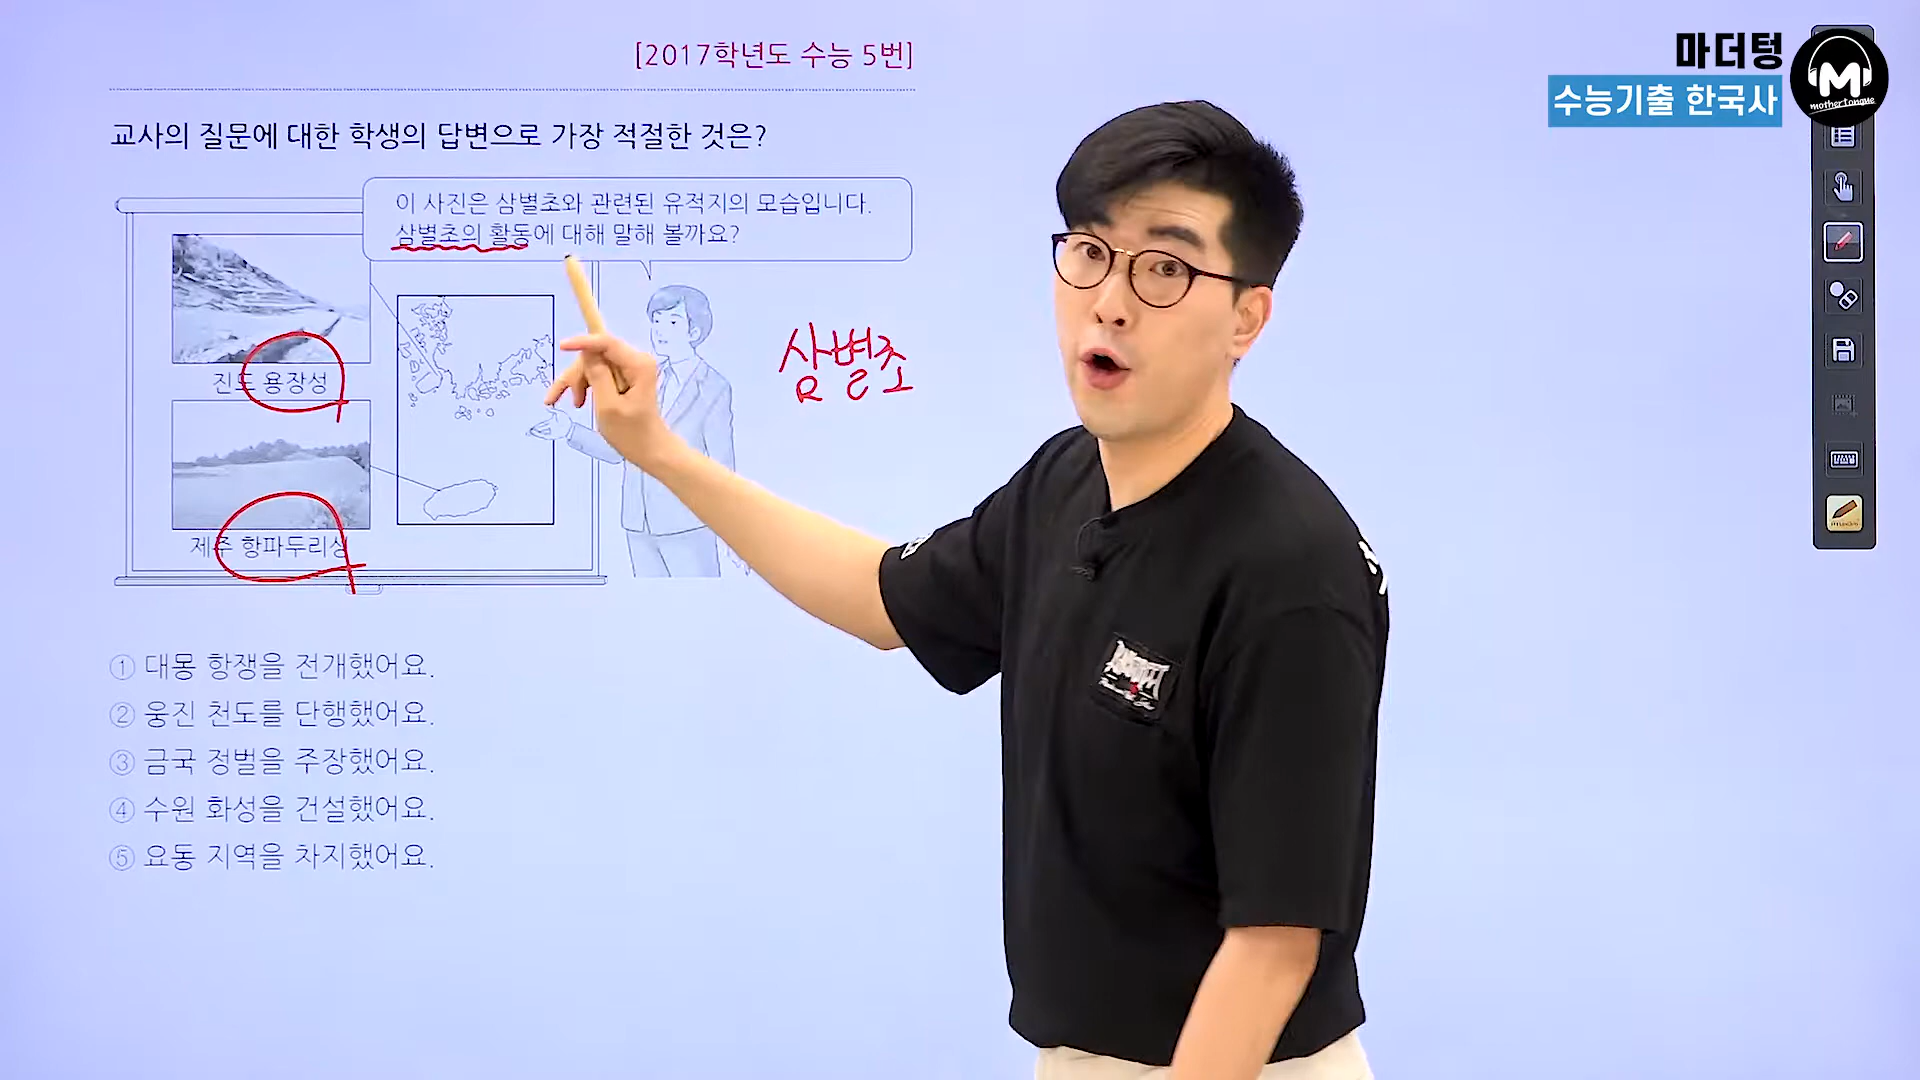 [2017학년도 수능 5번]
마더텅
수능기출 한국사
M
mothertongue
교사의 질문에 대한 학생의 답변으로 가장 적절한 것은?
이 사진은 삼별초와 관련된 유적지의 모습입니다.
삼별초의 활동에 대해 말해 볼까요?
진도 용장성
삼별초
제주 항파두리성
① 대몽 항쟁을 전개했어요.
② 웅진 천도를 단행했어요.
③ 금국 정벌을 주장했어요.
④ 수원 화성을 건설했어요.
⑤ 요동 지역을 차지했어요.